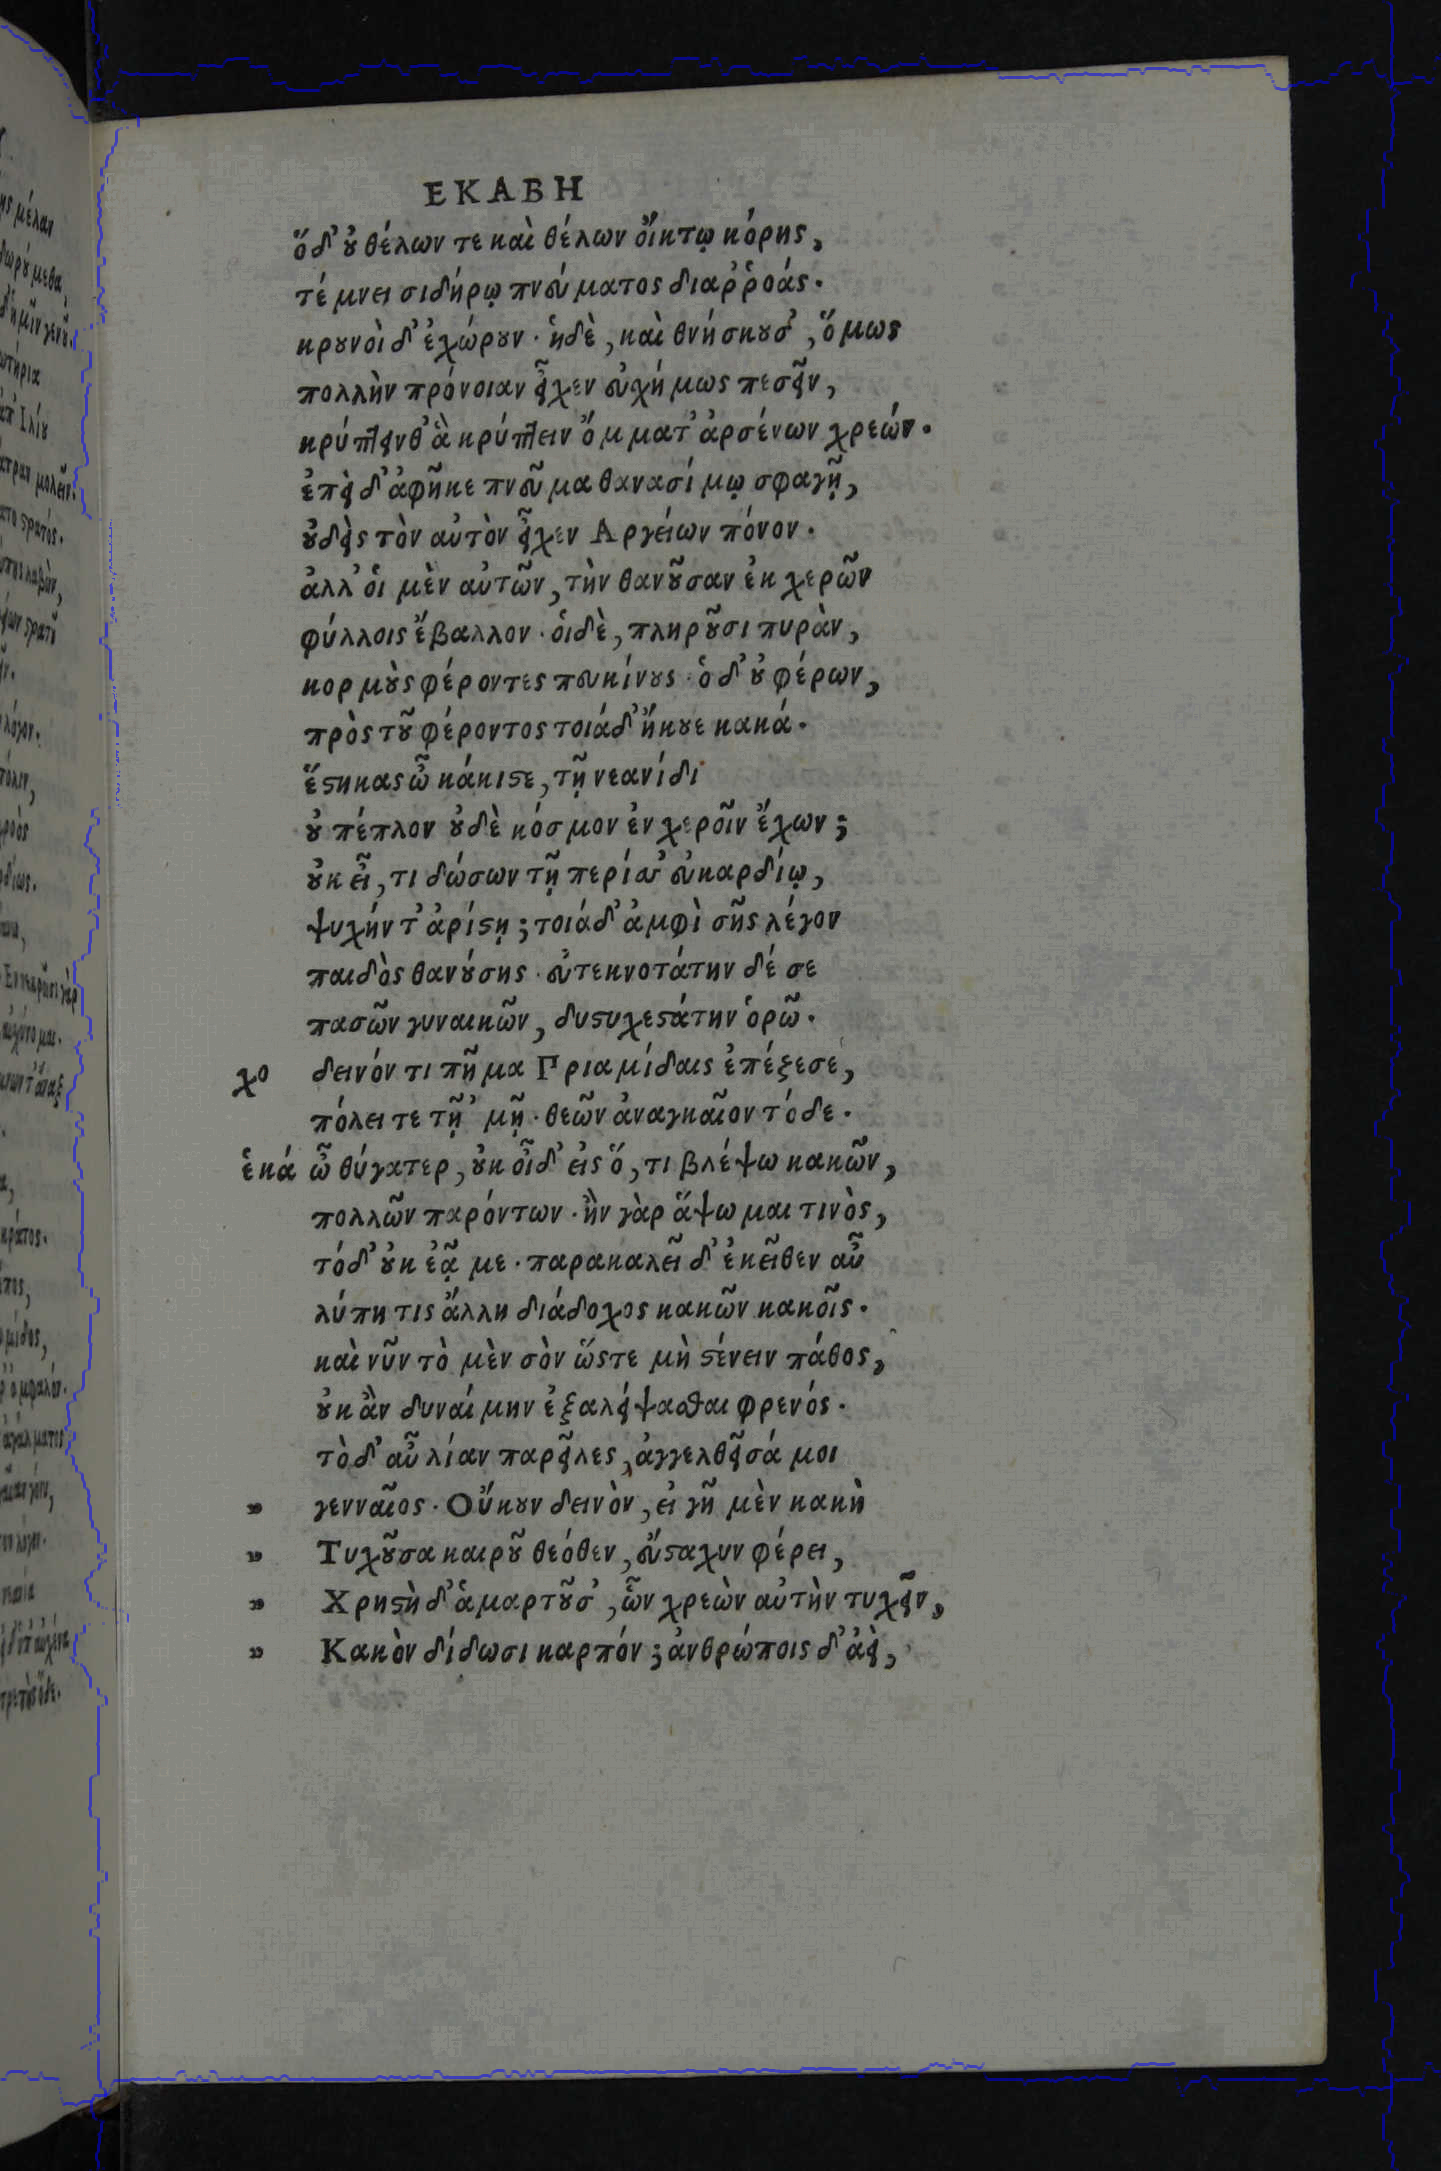 ΕΚΑΒΗ
ὅδ' οὐ θέλων τε καὶ θέλων οἴκτῳ κόρης,
τέμνει σιδήρῳ πνεύματος διαῤῥοάς.
κρουνοὶ δ' ἐχώρουν. ἡδὲ, καὶ θνήσκουσ', ὅμως
πολλὴν πρόνοιαν εἶχεν εὐχήμως πεσεῖν,
κρύπτειν θ' ἃ κρύπτειν ὄμματ' ἀρσένων χρεών.
ἐπεὶ δ' ἀφῆκε πνεῦμα θανασίμῳ σφαγῇ,
οὐδεὶς τὸν αὐτὸν εἶχεν Αργείων πόνον.
ἀλλ' οἱ μὲν αὐτῶν, τὴν θανοῦσαν ἐκ χερῶν
φύλλοις ἔβαλλον. οἱδὲ, πληροῦσι πυρὰν,
κορμοὺς φέροντες πευκίνους. ὁ δ' οὐ φέρων,
πρὸς τοῦ φέροντος τοιάδ' ἤκουε κακά.
ἕστηκας ὦ κάκιστε, τῇ νεανίδι
οὐ πέπλον οὐδὲ κόσμον ἐν χεροῖν ἔχων;
οὐκ εἶ, τι δώσων τῇ περίσσ' εὐκαρδίῳ,
ψυχήν τ' ἀρίστῃ; τοιάδ' ἀμφὶ σῆς λέγον
παιδὸς θανούσης. εὐτεκνοτάτην δέ σε
πασῶν γυναικῶν, δυστυχεστάτην ὁρῶ.
χο δεινόν τι πῆμα Πριαμίδαις ἐπέζεσε,
πόλει τε τῇ' μῇ. θεῶν ἀναγκαῖον τόδε.
ἑκά ὦ θύγατερ, οὐκ οἶδ' εἰς ὅ, τι βλέψω κακῶν,
πολλῶν παρόντων. ἢν γὰρ ἅψωμαι τινὸς,
τόδ' οὐκ ἐᾷ με. παρακαλεῖ δ' ἐκεῖθεν αὖ
λύπη τις ἄλλη διάδοχος κακῶν κακοῖς.
καὶ νῦν τὸ μὲν σὸν ὥστε μὴ στένειν πάθος,
οὐκ ἂν δυναίμην ἐξαλείψασθαι φρενός.
τὸ δ' αὖ λίαν παρεῖλες, ἀγγελθεῖσά μοι
" γενναῖος. Οὔκουν δεινὸν, εἰ γῆ μὲν κακὴ
" Τυχοῦσα καιροῦ θεόθεν, εὔσταχυν φέρει,
" Χρηστὴ δ' ἁμαρτοῦσ', ὧν χρεὼν αὐτὴν τυχεῖν,
" Κακὸν δίδωσι καρπόν; ἀνθρώποις δ' ἀεὶ,